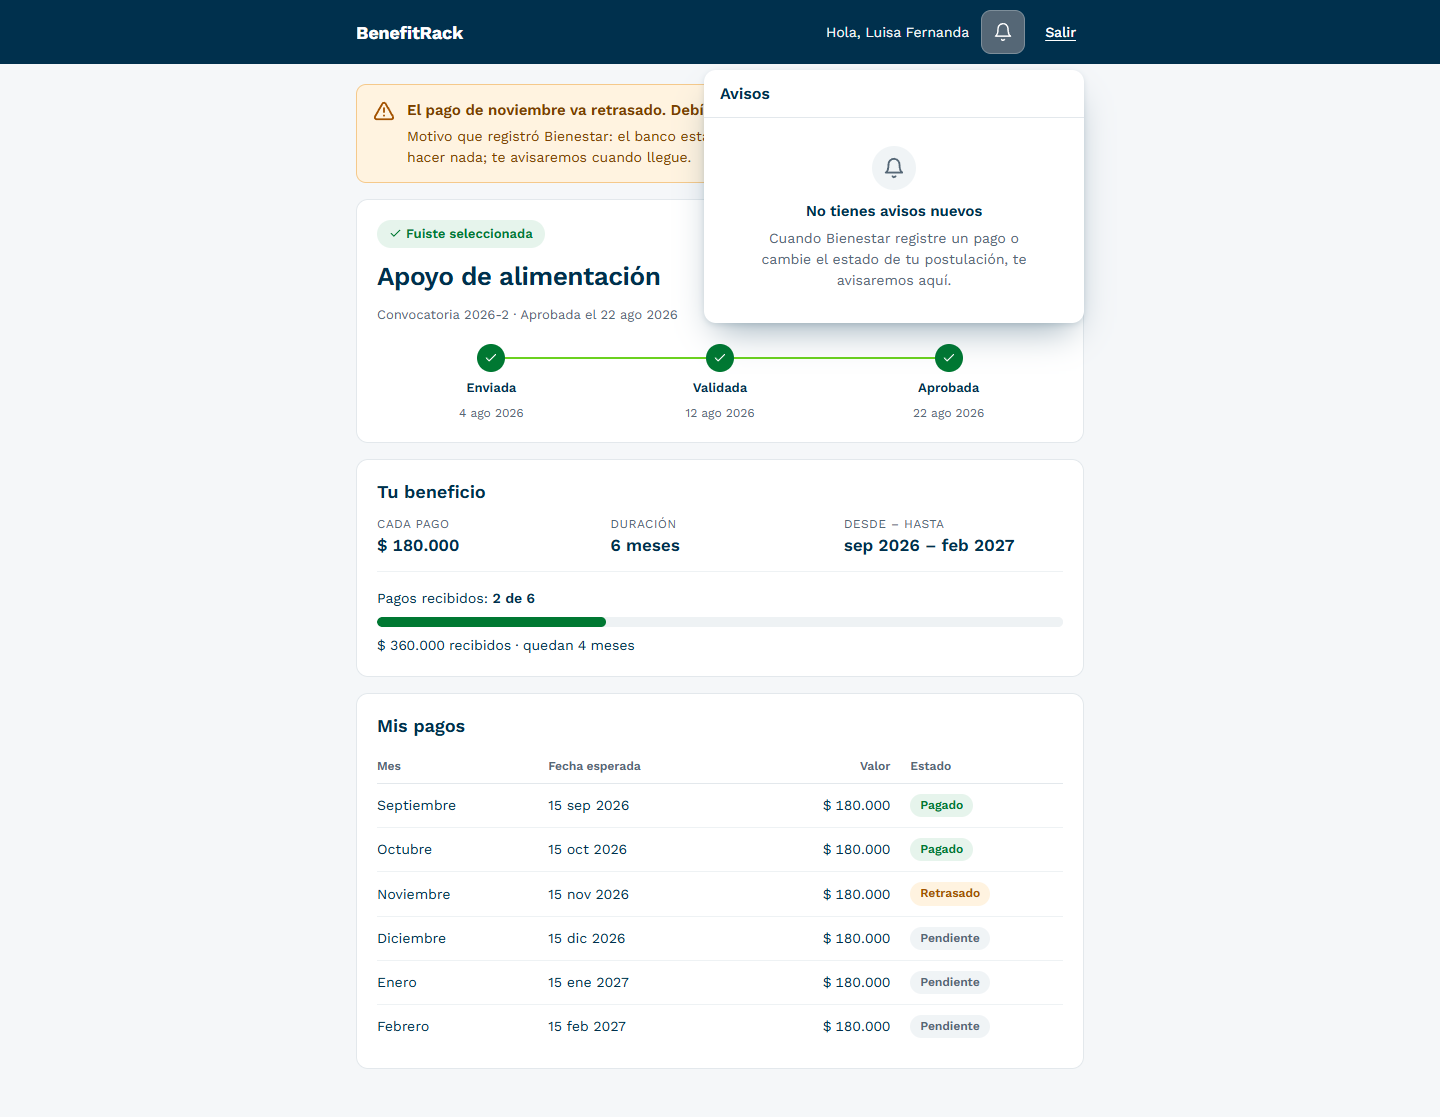 BenefitRack
Hola, Luisa Fernanda
Salir
Avisos
No tienes avisos nuevos
Cuando Bienestar registre un pago o
cambie el estado de tu postulación, te
avisaremos aquí.
El pago de noviembre va retrasado.
Motivo que registró Bienestar: el banco
hacer nada; te avisaremos cuando llegue.
Fuiste seleccionada
Apoyo de alimentación
Convocatoria 2026-2 · Aprobada el 22 ago 2026
Enviada
4 ago 2026
Validada
12 ago 2026
Aprobada
22 ago 2026
Tu beneficio
CADA PAGO
$ 180.000
DURACIÓN
6 meses
DESDE – HASTA
sep 2026 – feb 2027
Pagos recibidos: 2 de 6
$ 360.000 recibidos · quedan 4 meses
Mis pagos
Mes Fecha esperada Valor Estado
Septiembre 15 sep 2026 $ 180.000 Pagado
Octubre 15 oct 2026 $ 180.000 Pagado
Noviembre 15 nov 2026 $ 180.000 Retrasado
Diciembre 15 dic 2026 $ 180.000 Pendiente
Enero 15 ene 2027 $ 180.000 Pendiente
Febrero 15 feb 2027 $ 180.000 Pendiente